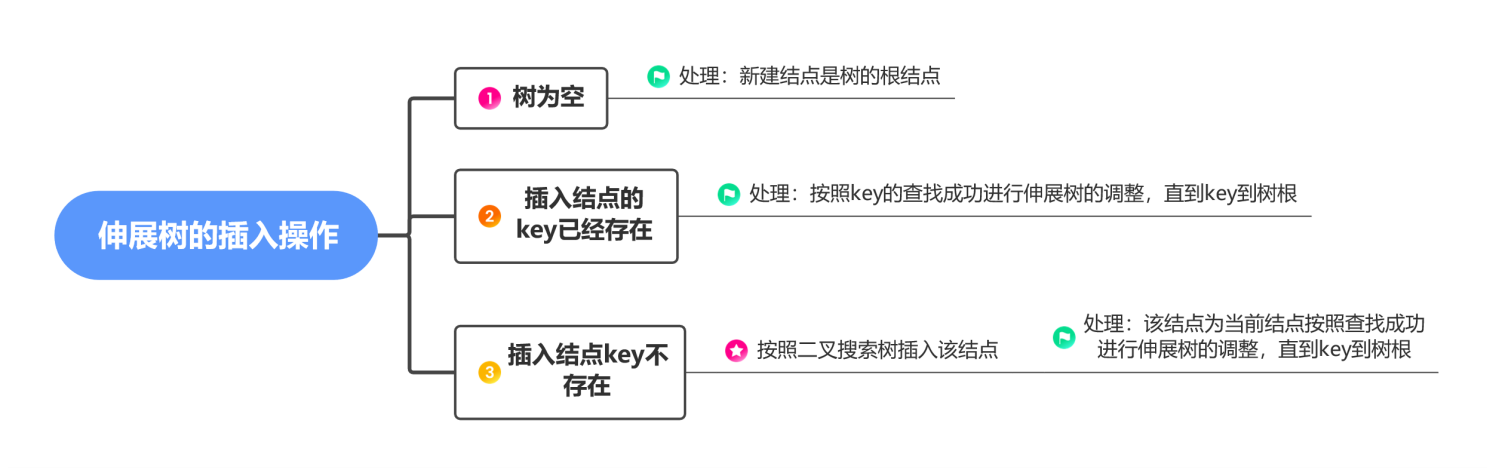 伸展树的插入操作
1
树为空
处理：新建结点是树的根结点
2
插入结点的
key已经存在
处理：按照key的查找成功进行伸展树的调整，直到key到树根
3
插入结点key不
存在
按照二叉搜索树插入该结点
处理：该结点为当前结点按照查找成功
进行伸展树的调整，直到key到树根